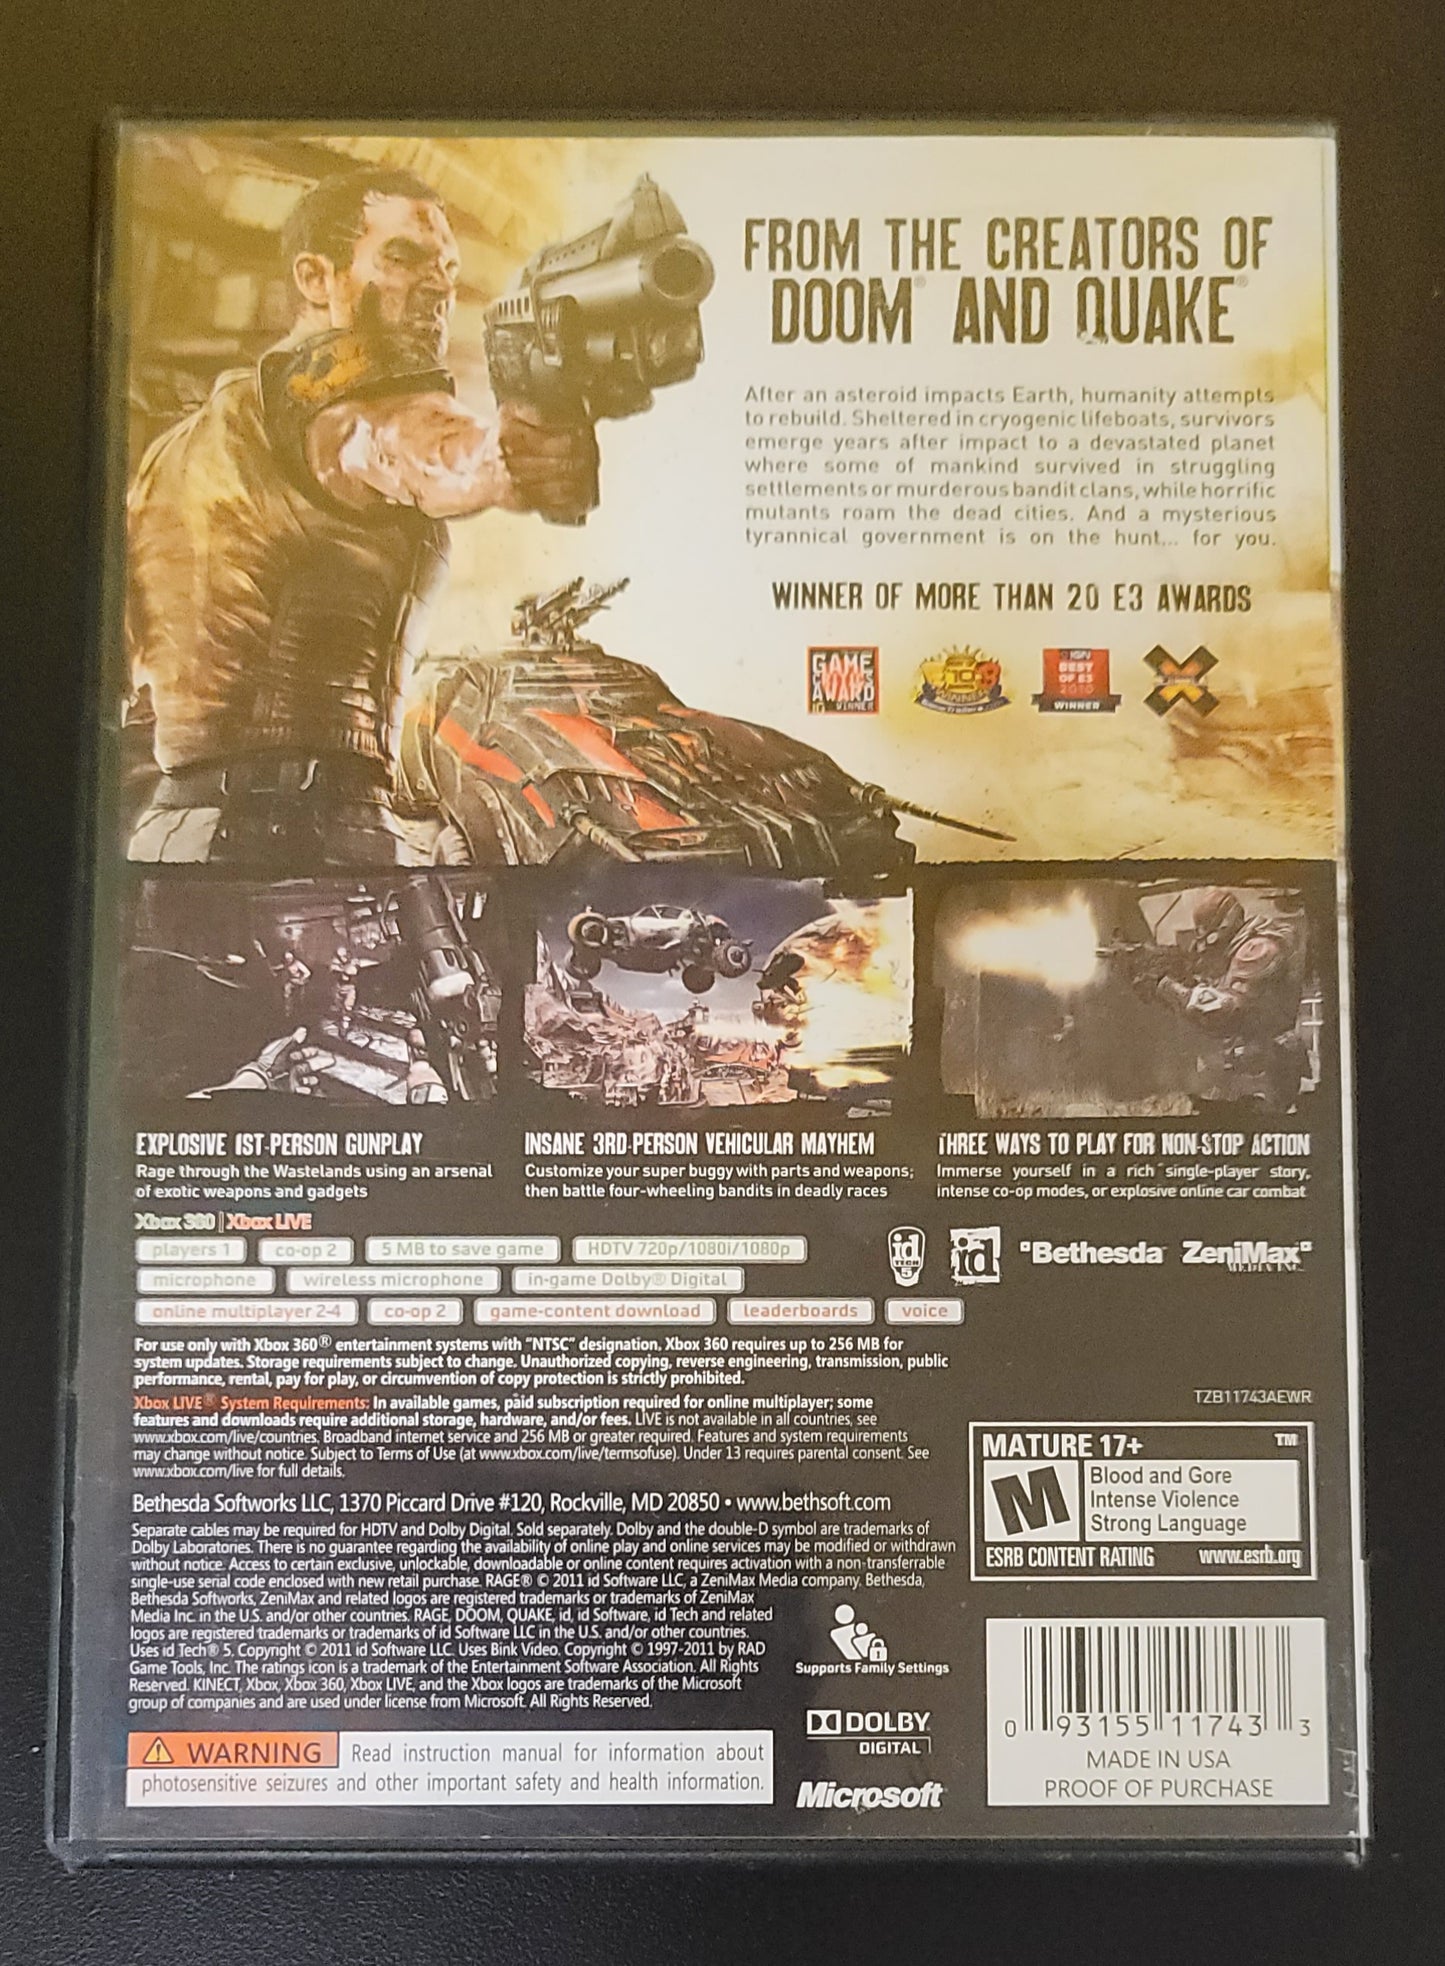 FROM THE CREATORS OF
DOOM® AND QUAKE®
After an asteroid impacts Earth, humanity attempts
to rebuild. Sheltered in cryogenic lifeboats, survivors
emerge years after impact to a devastated planet
where some of mankind survived in struggling
settlements or murderous bandit clans, while horrific
mutants roam the dead cities. And a mysterious
tyrannical government is on the hunt... for you.
WINNER OF MORE THAN 20 E3 AWARDS
GAME
AWARD
WINNER
WINNER
IGN
BEST
OF E3
2010
WINNER
EXPLOSIVE 1ST-PERSON GUNPLAY
Rage through the Wastelands using an arsenal
of exotic weapons and gadgets
INSANE 3RD-PERSON VEHICULAR MAYHEM
Customize your super buggy with parts and weapons;
then battle four-wheeling bandits in deadly races
THREE WAYS TO PLAY FOR NON-STOP ACTION
Immerse yourself in a rich single-player story,
intense co-op modes, or explosive online car combat
Xbox 360 | Xbox LIVE
players 1
co-op 2
5 MB to save game
HDTV 720p/1080i/1080p
microphone
wireless microphone
in-game Dolby® Digital
online multiplayer 2-4
co-op 2
game-content download
leaderboards
voice
id
TECH
5
id
Bethesda
ZeniMax
MEDIA INC.
For use only with Xbox 360® entertainment systems with "NTSC" designation. Xbox 360 requires up to 256 MB for
system updates. Storage requirements subject to change. Unauthorized copying, reverse engineering, transmission, public
performance, rental, pay for play, or circumvention of copy protection is strictly prohibited.
Xbox LIVE® System Requirements: In available games, paid subscription required for online multiplayer; some
features and downloads require additional storage, hardware, and/or fees. LIVE is not available in all countries, see
www.xbox.com/live/countries. Broadband internet service and 256 MB or greater required. Features and system requirements
may change without notice. Subject to Terms of Use (at www.xbox.com/live/termsofuse). Under 13 requires parental consent. See
www.xbox.com/live for full details.
Bethesda Softworks LLC, 1370 Piccard Drive #120, Rockville, MD 20850 • www.bethsoft.com
Separate cables may be required for HDTV and Dolby Digital. Sold separately. Dolby and the double-D symbol are trademarks of
Dolby Laboratories. There is no guarantee regarding the availability of online play and online services may be modified or withdrawn
without notice. Access to certain exclusive, unlockable, downloadable or online content requires activation with a non-transferrable
single-use serial code enclosed with new retail purchase. RAGE® © 2011 id Software LLC, a ZeniMax Media company. Bethesda,
Bethesda Softworks, ZeniMax and related logos are registered trademarks or trademarks of ZeniMax
Media Inc. in the U.S. and/or other countries. RAGE, DOOM, QUAKE, id, id Software, id Tech and related
logos are registered trademarks or trademarks of id Software LLC in the U.S. and/or other countries.
Uses id Tech® 5. Copyright © 2011 id Software LLC. Uses Bink Video. Copyright © 1997-2011 by RAD
Game Tools, Inc. The ratings icon is a trademark of the Entertainment Software Association. All Rights
Reserved. KINECT, Xbox, Xbox 360, Xbox LIVE, and the Xbox logos are trademarks of the Microsoft
group of companies and are used under license from Microsoft. All Rights Reserved.
WARNING Read instruction manual for information about
photosensitive seizures and other important safety and health information.
TZB11743AEWR
MATURE 17+ TM
M
Blood and Gore
Intense Violence
Strong Language
ESRB CONTENT RATING www.esrb.org
Supports Family Settings
DOLBY
DIGITAL
Microsoft
0 93155 11743 3
MADE IN USA
PROOF OF PURCHASE